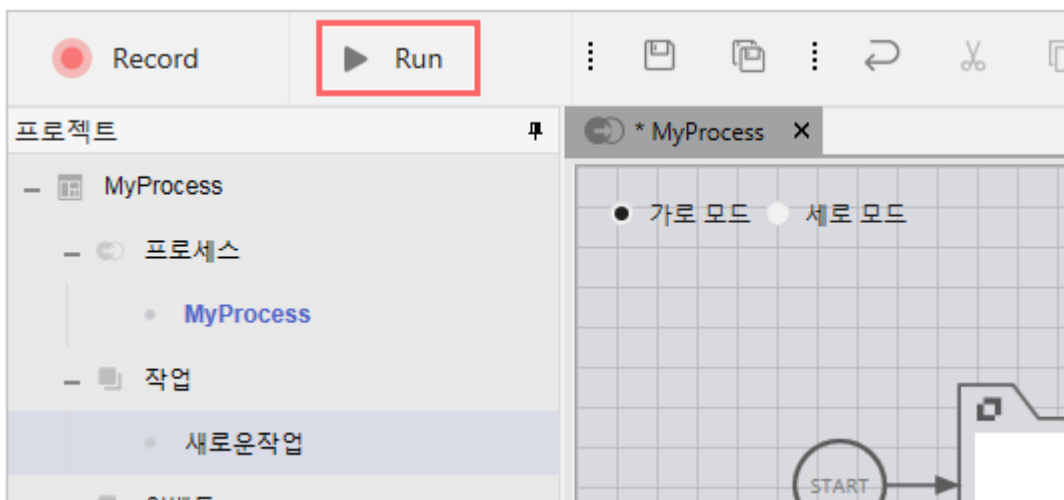 Record
Run
프로젝트
* MyProcess
MyProcess
가로 모드
세로 모드
프로세스
MyProcess
작업
새로운작업
START